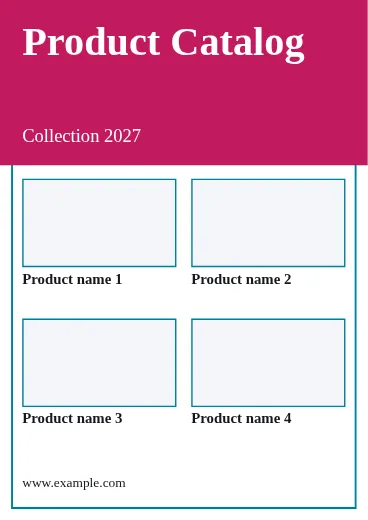 Product Catalog
Collection 2027
Product name 1
Product name 2
Product name 3
Product name 4
www.example.com